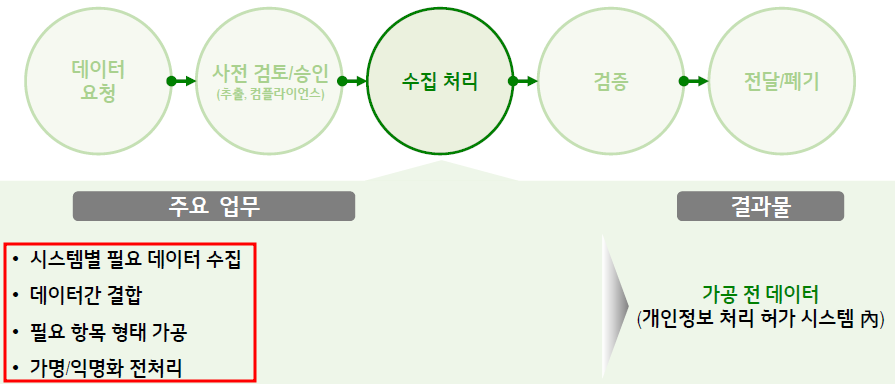 데이터
요청
사전 검토/승인
(추출, 컴플라이언스)
수집 처리
검증
전달/폐기
주요 업무
결과물
• 시스템별 필요 데이터 수집
• 데이터간 결합
• 필요 항목 형태 가공
• 가명/익명화 전처리
가공 전 데이터
(개인정보 처리 허가 시스템 內)